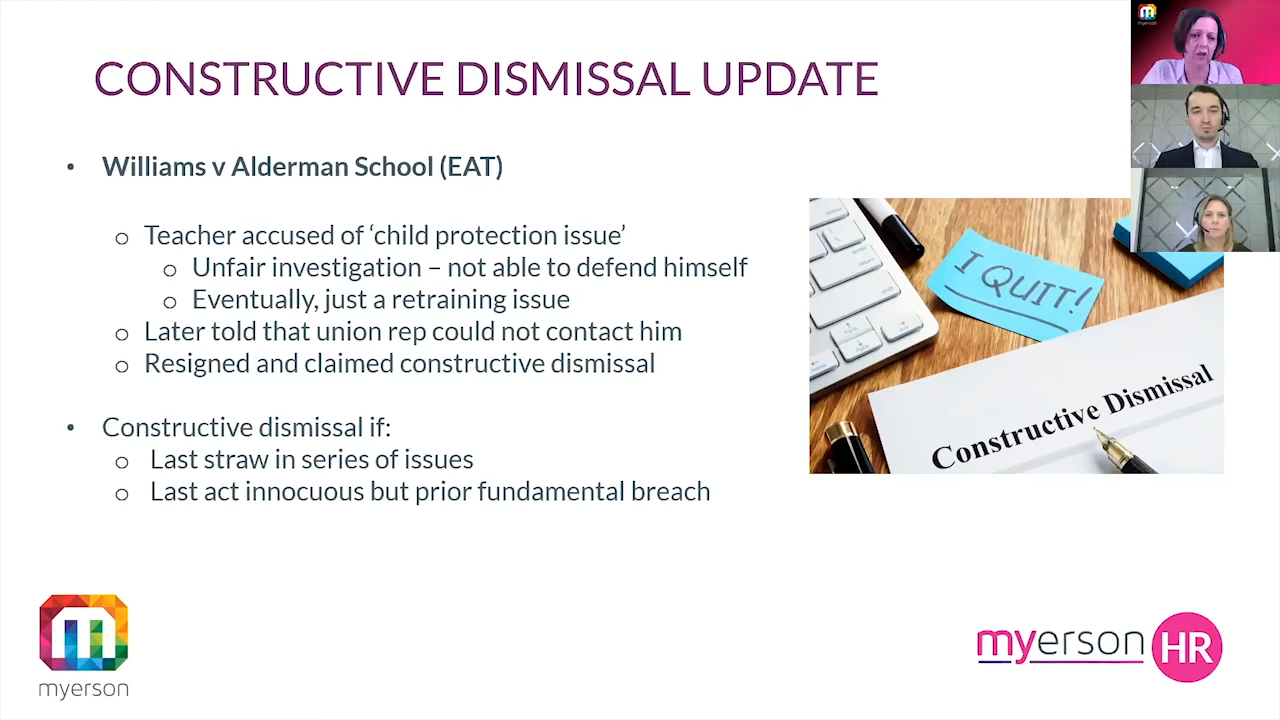 CONSTRUCTIVE DISMISSAL UPDATE
• Williams v Alderman School (EAT)
o Teacher accused of ‘child protection issue’
o Unfair investigation – not able to defend himself
o Eventually, just a retraining issue
o Later told that union rep could not contact him
o Resigned and claimed constructive dismissal
• Constructive dismissal if:
o Last straw in series of issues
o Last act innocuous but prior fundamental breach
I QUIT!
Constructive Dismissal
myerson
myerson HR
myerson